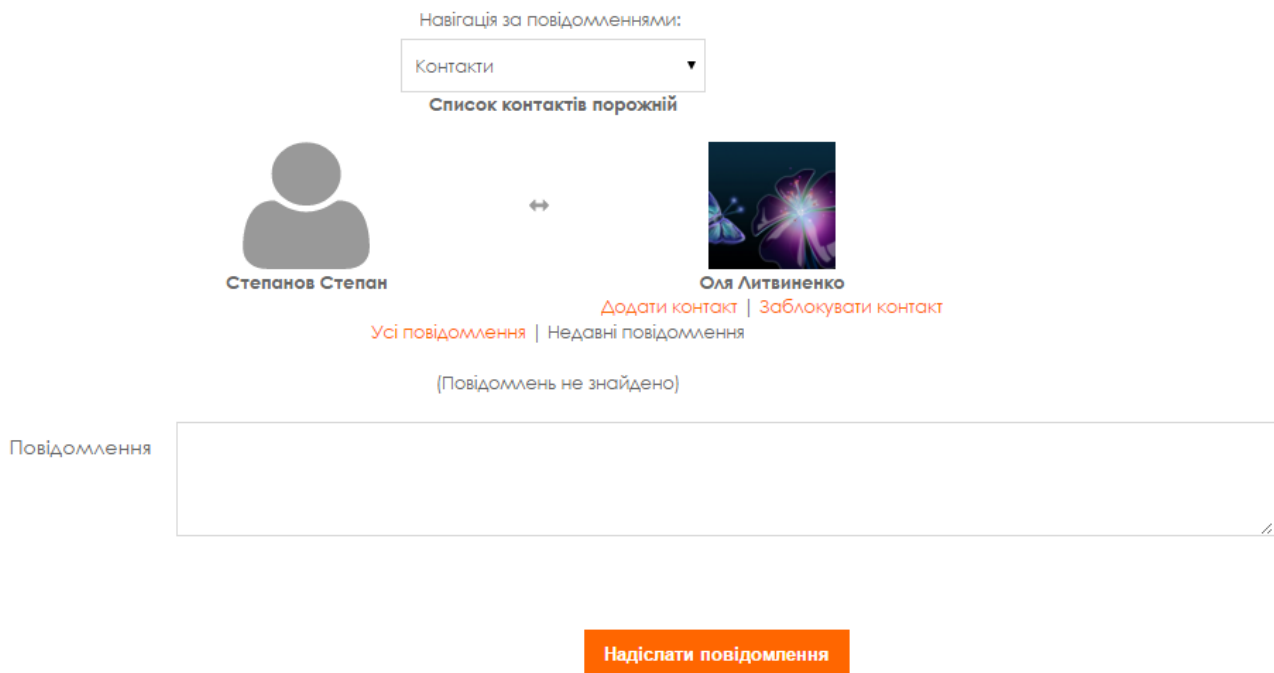 Навігація за повідомленнями:
Контакти
Список контактів порожній
Степанов Степан
Оля Литвиненко
Додати контакт | Заблокувати контакт
Усі повідомлення | Недавні повідомлення
(Повідомлень не знайдено)
Повідомлення
Надіслати повідомлення